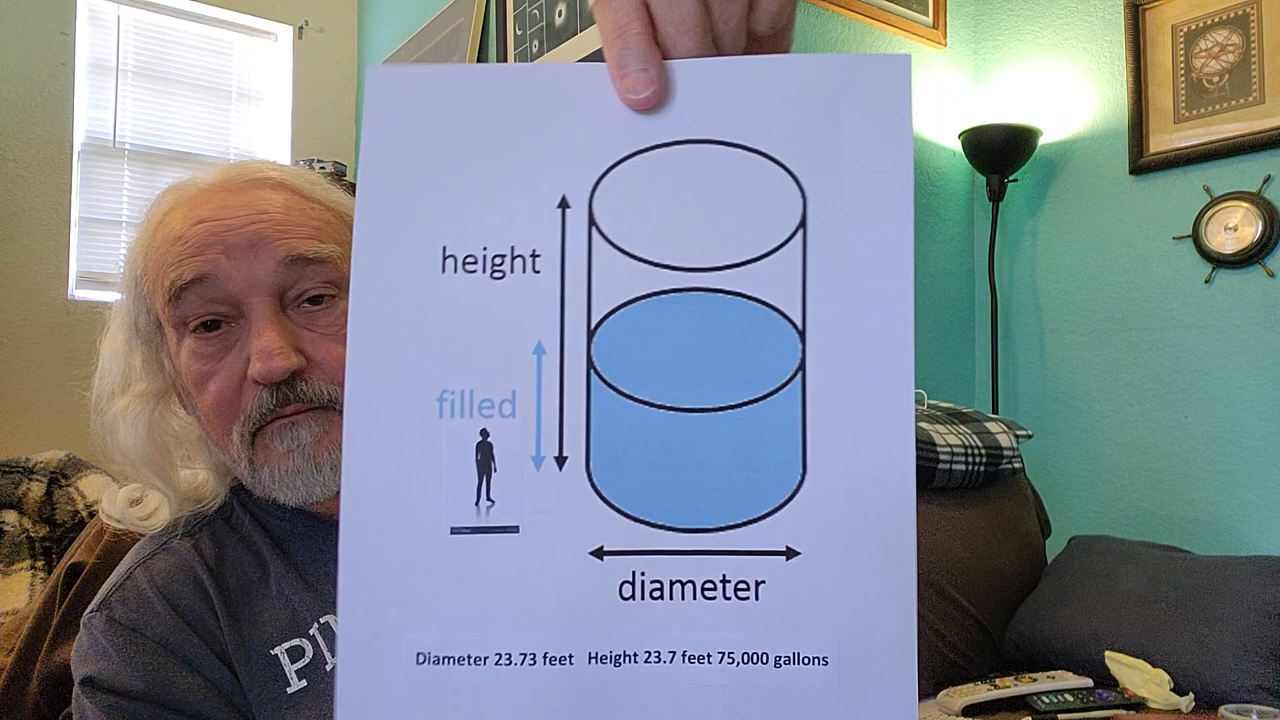 height
filled
diameter
Diameter 23.73 feet Height 23.7 feet 75,000 gallons